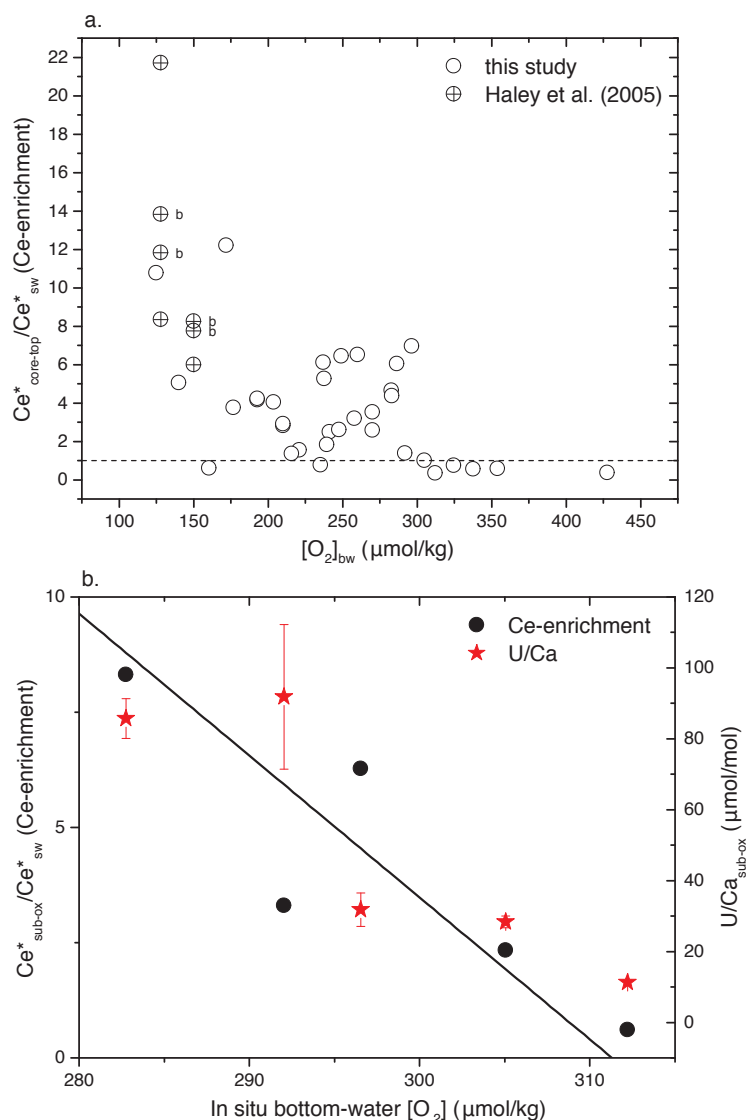 a.
22
20
18
16
14
12
10
8
6
4
2
0
Ce*core-top/Ce*sw (Ce-enrichment)
this study
Haley et al. (2005)
b
b
b
b
100 150 200 250 300 350 400 450
[O2]bw (μmol/kg)
b.
10
5
0
Ce*sub-ox/Ce*sw (Ce-enrichment)
Ce-enrichment
U/Ca
120
100
80
60
40
20
0
U/Casub-ox (μmol/mol)
280 290 300 310
In situ bottom-water [O2] (μmol/kg)